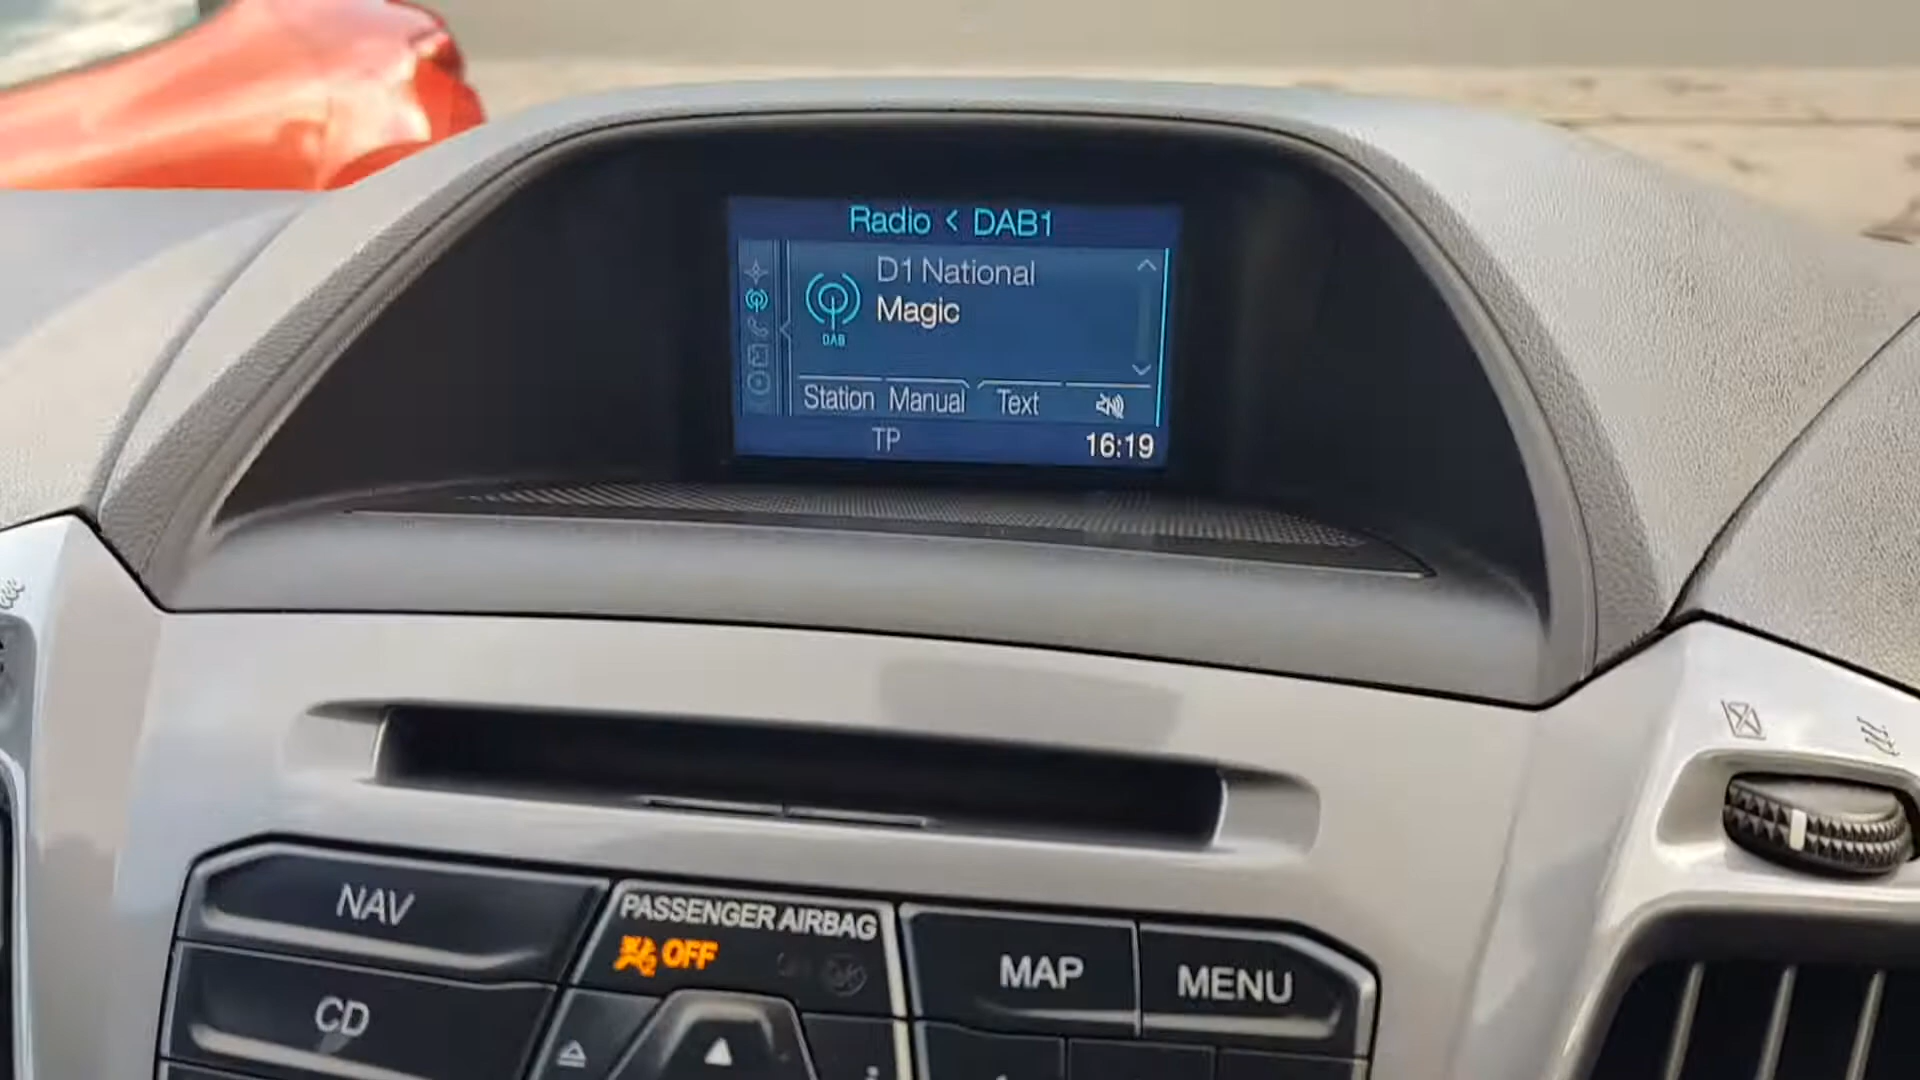 Radio < DAB1
D1 National
Magic
DAB
Station Manual Text
TP 16:19
NAV
PASSENGER AIRBAG
OFF
MAP
MENU
CD